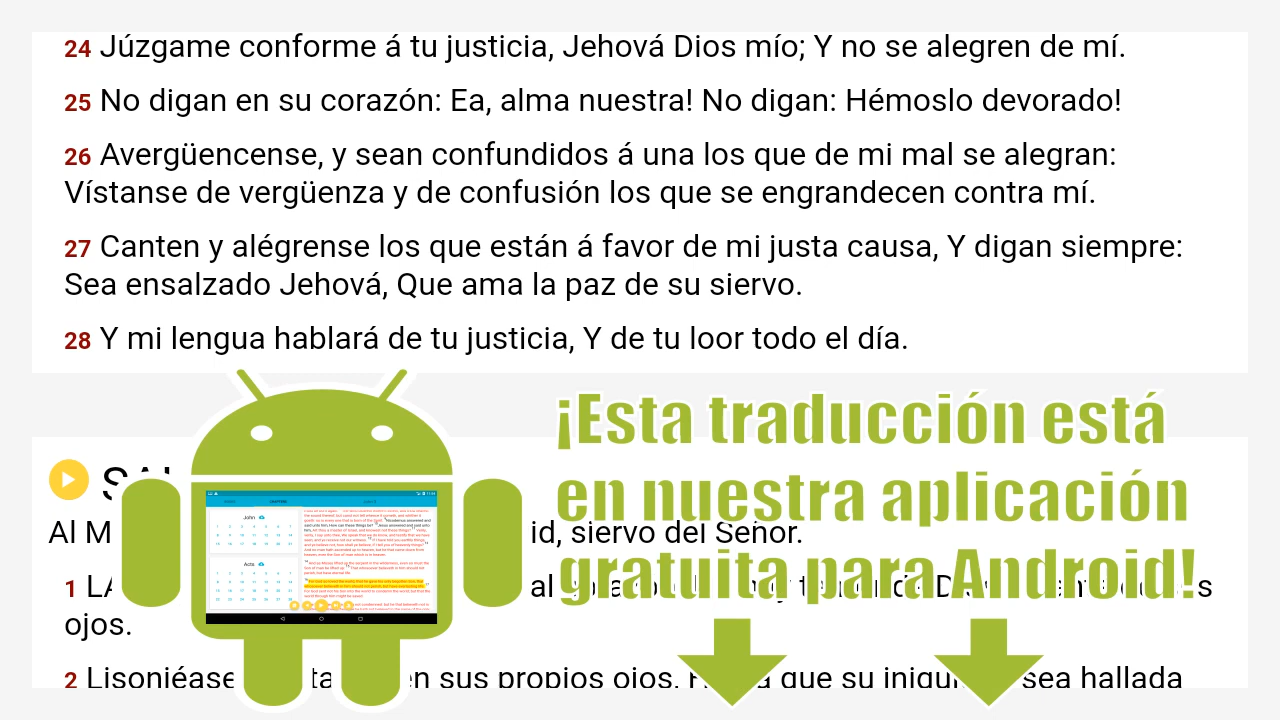 24 Júzgame conforme á tu justicia, Jehová Dios mío; Y no se alegren de mí.
25 No digan en su corazón: Ea, alma nuestra! No digan: Hémoslo devorado!
26 Avergüencense, y sean confundidos á una los que de mi mal se alegran:
Vístanse de vergüenza y de confusión los que se engrandecen contra mí.
27 Canten y alégrense los que están á favor de mi justa causa, Y digan siempre:
Sea ensalzado Jehová, Que ama la paz de su siervo.
28 Y mi lengua hablará de tu justicia, Y de tu loor todo el día.
¡Esta traducción está
en nuestra aplicación
gratuita para Android!
Al
siervo del
1
al
ojos.
2 en sus propios ojos, que su sea hallada
John
Acts